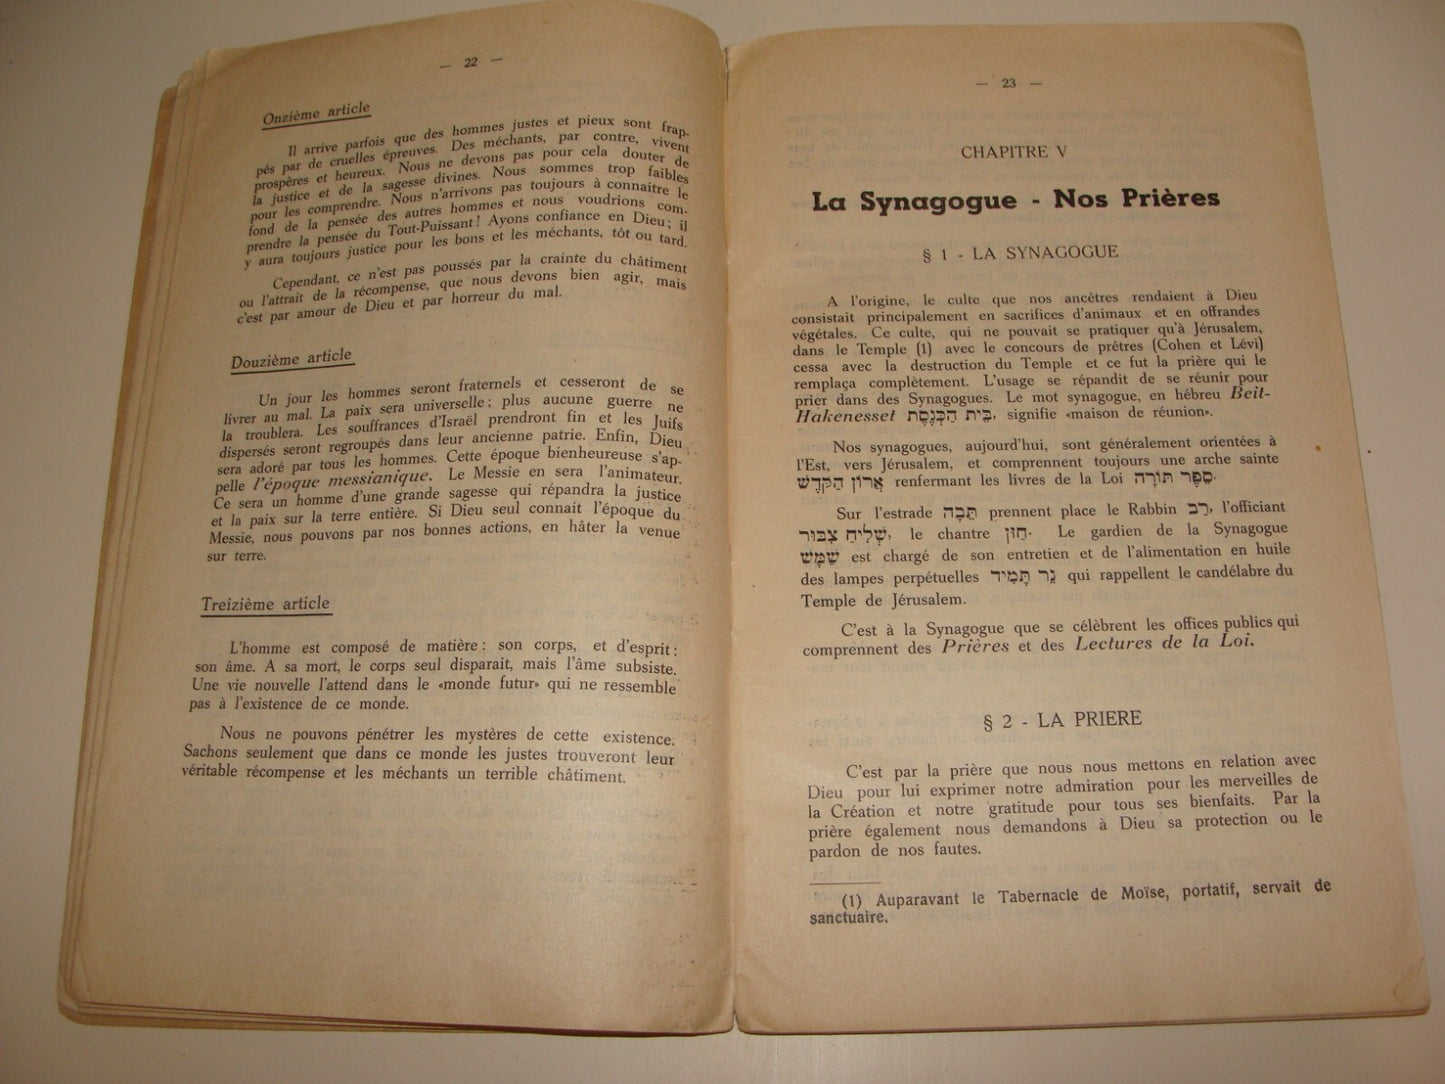 — 22 —
Onzième article
Il arrive parfois que des hommes justes et pieux sont frap-
pés par de cruelles épreuves. Des méchants, par contre, vivent
prospères et heureux. Nous ne devons pas pour cela douter de
la justice et de la sagesse divines. Nous sommes trop faibles
pour les comprendre. Nous n'arrivons pas toujours à connaitre le
fond de la pensée des autres hommes et nous voudrions com-
prendre la pensée du Tout-Puissant! Ayons confiance en Dieu; il
y aura toujours justice pour les bons et les méchants, tôt ou tard.
Cependant, ce n'est pas poussés par la crainte du châtiment
ou l'attrait de la récompense, que nous devons bien agir, mais
c'est par amour de Dieu et par horreur du mal.
Douzième article
Un jour les hommes seront fraternels et cesseront de se
livrer au mal. La paix sera universelle; plus aucune guerre ne
la troublera. Les souffrances d'Israël prendront fin et les Juifs
dispersés seront regroupés dans leur ancienne patrie. Enfin, Dieu
sera adoré par tous les hommes. Cette époque bienheureuse s'ap-
pelle l'époque messianique. Le Messie en sera l'animateur.
Ce sera un homme d'une grande sagesse qui répandra la justice
et la paix sur la terre entière. Si Dieu seul connait l'époque du
Messie, nous pouvons par nos bonnes actions, en hâter la venue
sur terre.
Treizième article
L'homme est composé de matière: son corps, et d'esprit:
son âme. A sa mort, le corps seul disparait, mais l'âme subsiste.
Une vie nouvelle l'attend dans le «monde futur» qui ne ressemble
pas à l'existence de ce monde.
Nous ne pouvons pénétrer les mystères de cette existence.
Sachons seulement que dans ce monde les justes trouveront leur
véritable récompense et les méchants un terrible châtiment.
— 23 —
CHAPITRE V
La Synagogue - Nos Prières
§ 1 - LA SYNAGOGUE
A l'origine, le culte que nos ancêtres rendaient à Dieu
consistait principalement en sacrifices d'animaux et en offrandes
végétales. Ce culte, qui ne pouvait se pratiquer qu'à Jérusalem,
dans le Temple (1) avec le concours de prêtres (Cohen et Lévi)
cessa avec la destruction du Temple et ce fut la prière qui le
remplaça complètement. L'usage se répandit de se réunir pour
prier dans des Synagogues. Le mot synagogue, en hébreu Beil-
Hakenesset בֵּית הַכְּנֶסֶת, signifie «maison de réunion».
Nos synagogues, aujourd'hui, sont généralement orientées à
l'Est, vers Jérusalem, et comprennent toujours une arche sainte
אֲרוֹן הַקֹּדֶשׁ renfermant les livres de la Loi סֵפֶר תּוֹרָה.
Sur l'estrade תֵּבָה prennent place le Rabbin רַב, l'officiant
שְׁלִיחַ צִבּוּר, le chantre חַזָּן. Le gardien de la Synagogue
שַׁמָּשׁ est chargé de son entretien et de l'alimentation en huile
des lampes perpétuelles נֵר תָּמִיד qui rappellent le candélabre du
Temple de Jérusalem.
C'est à la Synagogue que se célèbrent les offices publics qui
comprennent des Prières et des Lectures de la Loi.
§ 2 - LA PRIERE
C'est par la prière que nous nous mettons en relation avec
Dieu pour lui exprimer notre admiration pour les merveilles de
la Création et notre gratitude pour tous ses bienfaits. Par la
prière également nous demandons à Dieu sa protection ou le
pardon de nos fautes.
(1) Auparavant le Tabernacle de Moïse, portatif, servait de
sanctuaire.